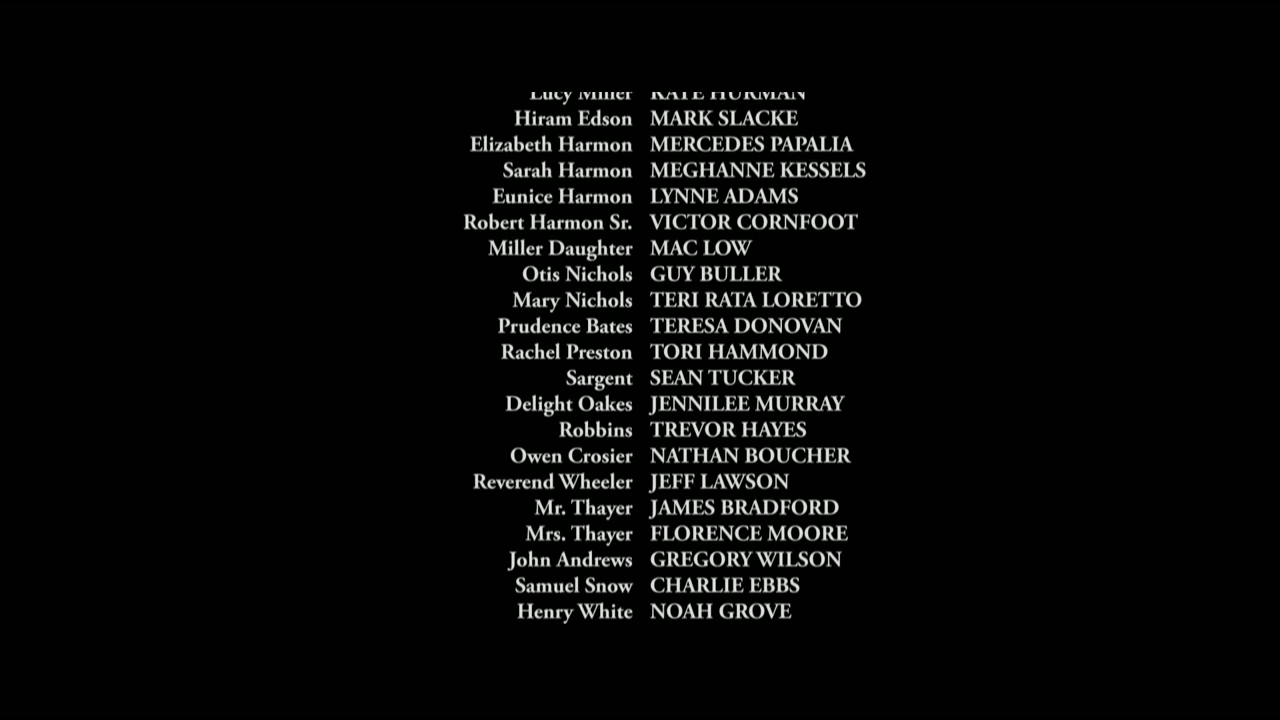 Lucy Miller KATE HURMAN
Hiram Edson MARK SLACKE
Elizabeth Harmon MERCEDES PAPALIA
Sarah Harmon MEGHANNE KESSELS
Eunice Harmon LYNNE ADAMS
Robert Harmon Sr. VICTOR CORNFOOT
Miller Daughter MAC LOW
Otis Nichols GUY BULLER
Mary Nichols TERI RATA LORETTO
Prudence Bates TERESA DONOVAN
Rachel Preston TORI HAMMOND
Sargent SEAN TUCKER
Delight Oakes JENNILEE MURRAY
Robbins TREVOR HAYES
Owen Crosier NATHAN BOUCHER
Reverend Wheeler JEFF LAWSON
Mr. Thayer JAMES BRADFORD
Mrs. Thayer FLORENCE MOORE
John Andrews GREGORY WILSON
Samuel Snow CHARLIE EBBS
Henry White NOAH GROVE